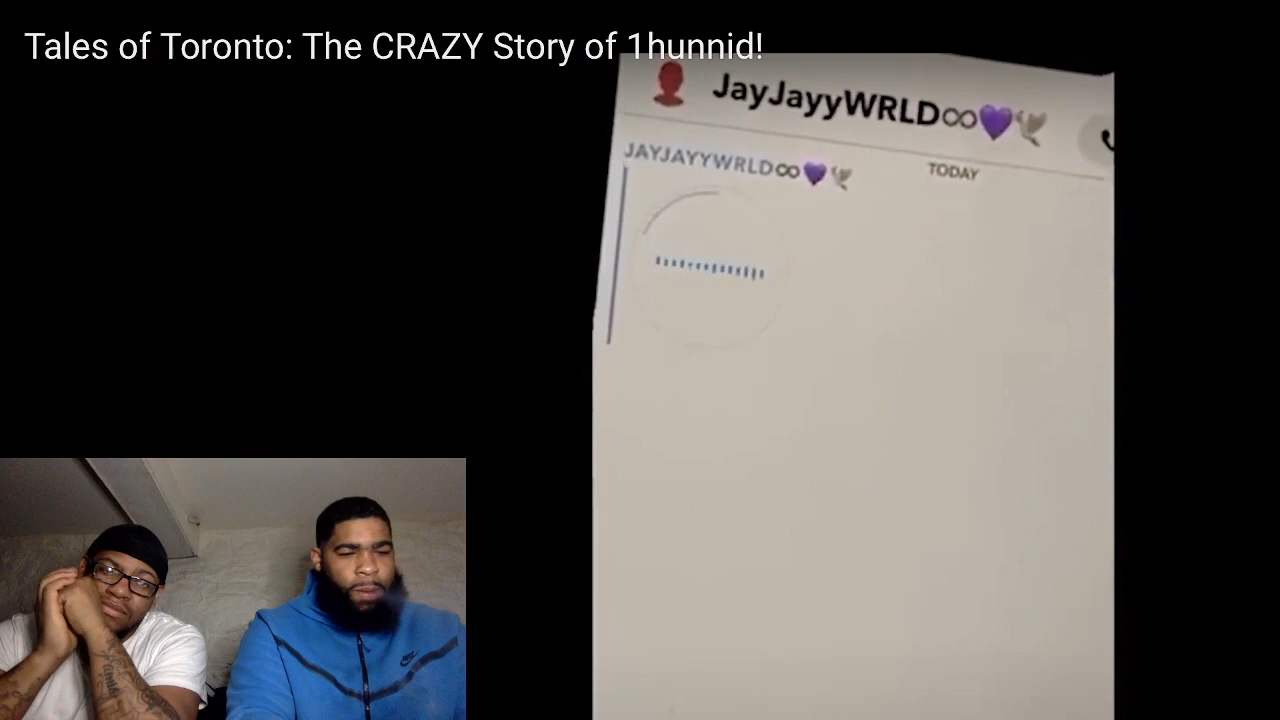 Tales of Toronto: The CRAZY Story of 1hunnid!
JayJayyWRLD∞💜🕊
JAYJAYYWRLD∞💜🕊
TODAY